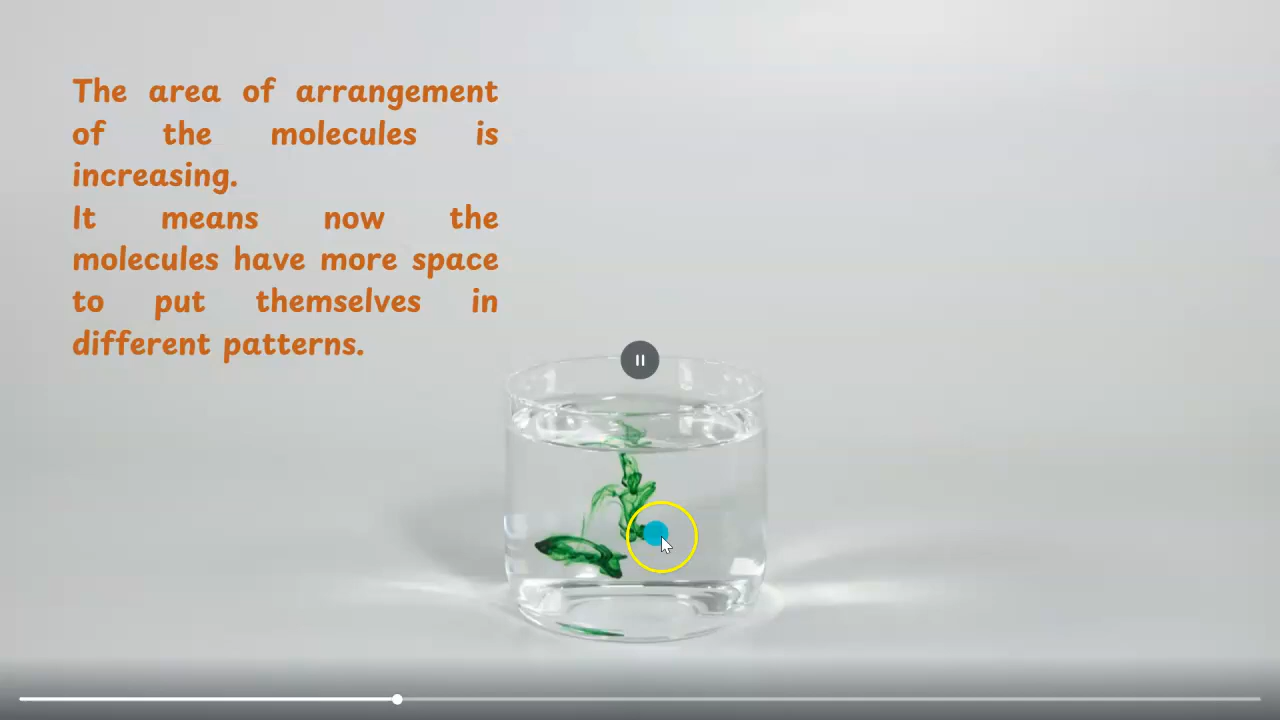 The area of arrangement
of the molecules is
increasing.
It means now the
molecules have more space
to put themselves in
different patterns.